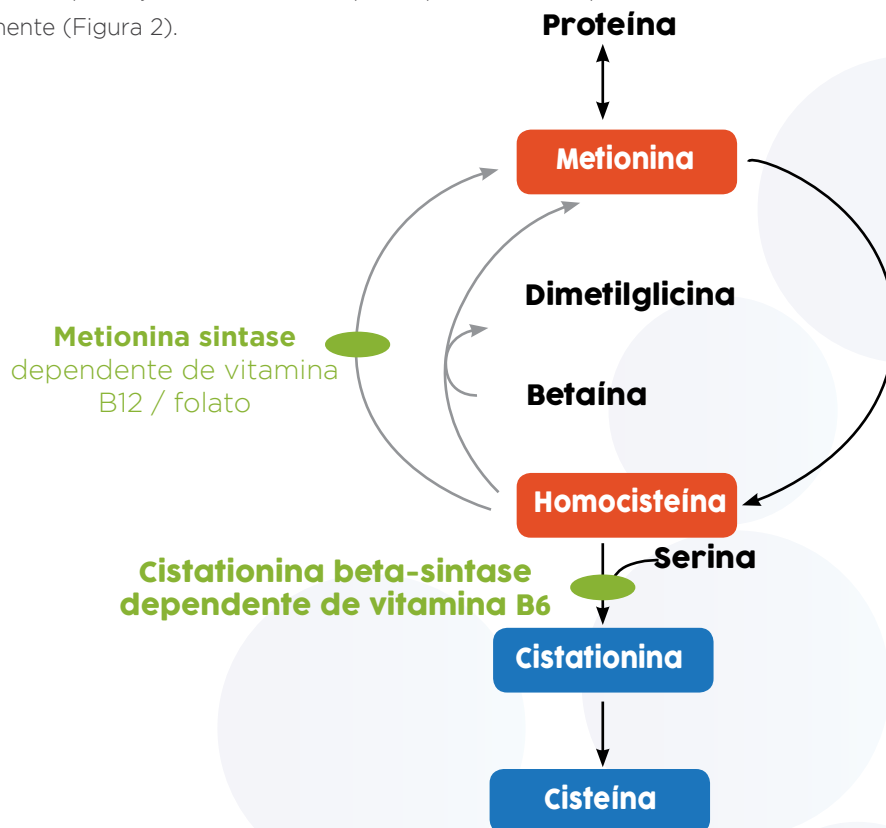 mente (Figura 2).
Proteína
Metionina
Dimetilglicina
Metionina sintase
dependente de vitamina
B12 / folato
Betaína
Homocisteína
Serina
Cistationina beta-sintase
dependente de vitamina B6
Cistationina
Cisteína